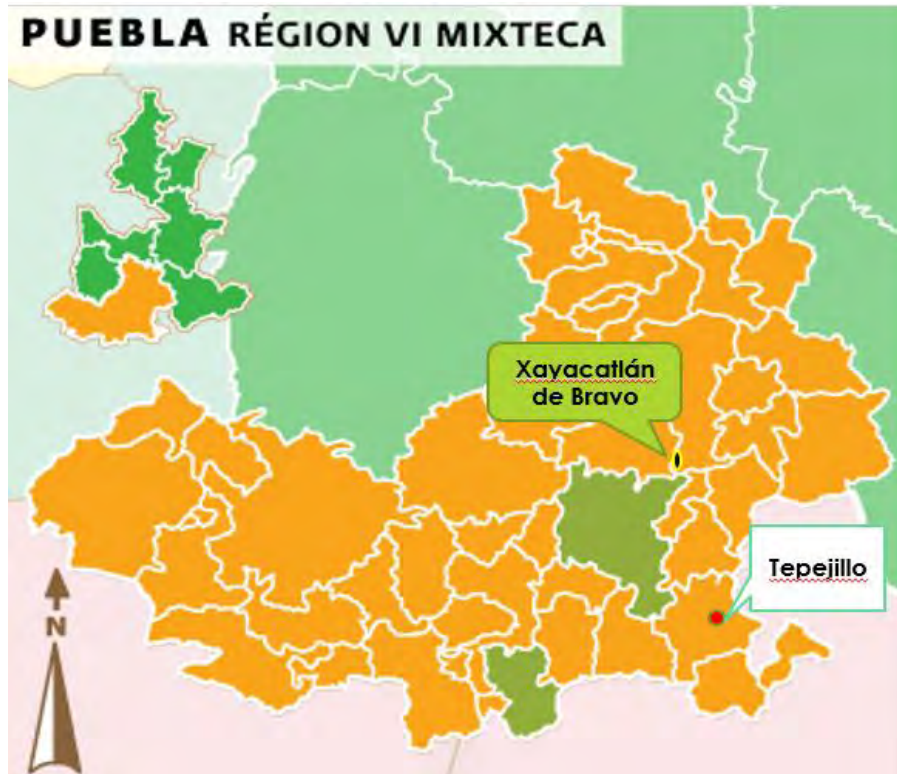 PUEBLA RÉGION VI MIXTECA
Xayacatlán
de Bravo
Tepejillo
N